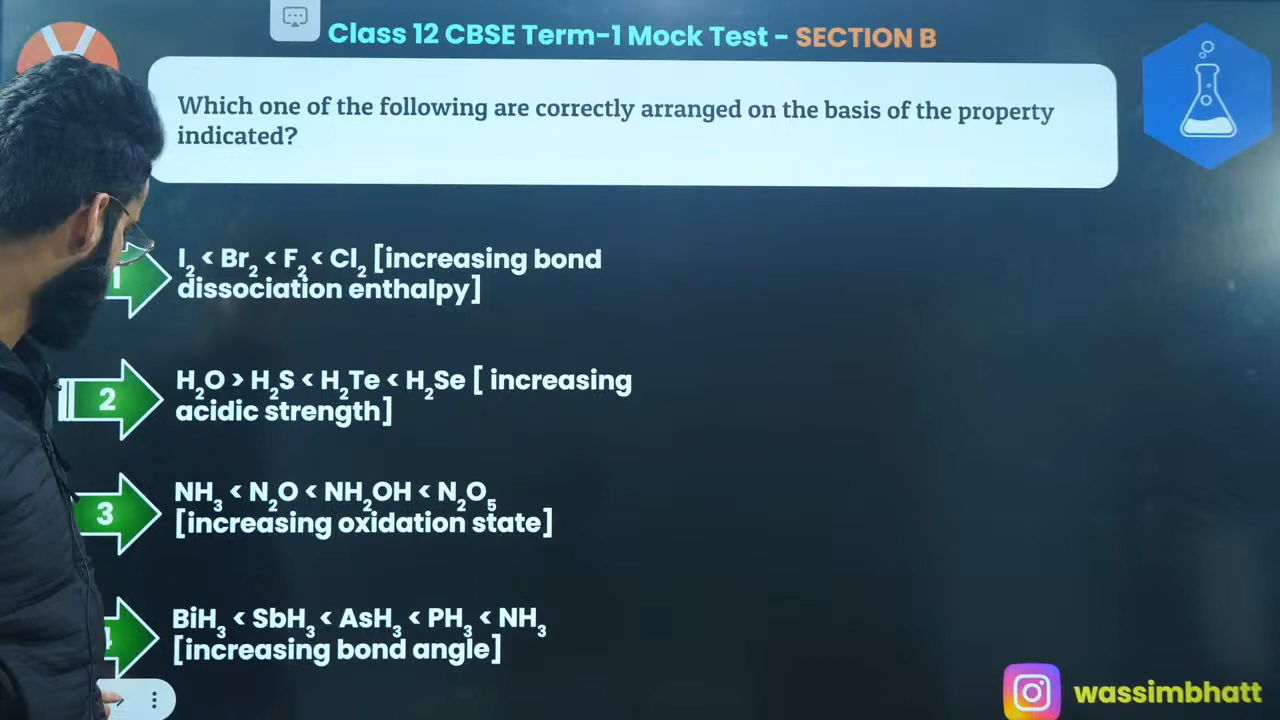 Class 12 CBSE Term-1 Mock Test - SECTION B
Which one of the following are correctly arranged on the basis of the property
indicated?
1
I₂ < Br₂ < F₂ < Cl₂ [increasing bond
dissociation enthalpy]
2
H₂O > H₂S < H₂Te < H₂Se [ increasing
acidic strength]
3
NH₃ < N₂O < NH₂OH < N₂O₅
[increasing oxidation state]
4
BiH₃ < SbH₃ < AsH₃ < PH₃ < NH₃
[increasing bond angle]
wassimbhatt